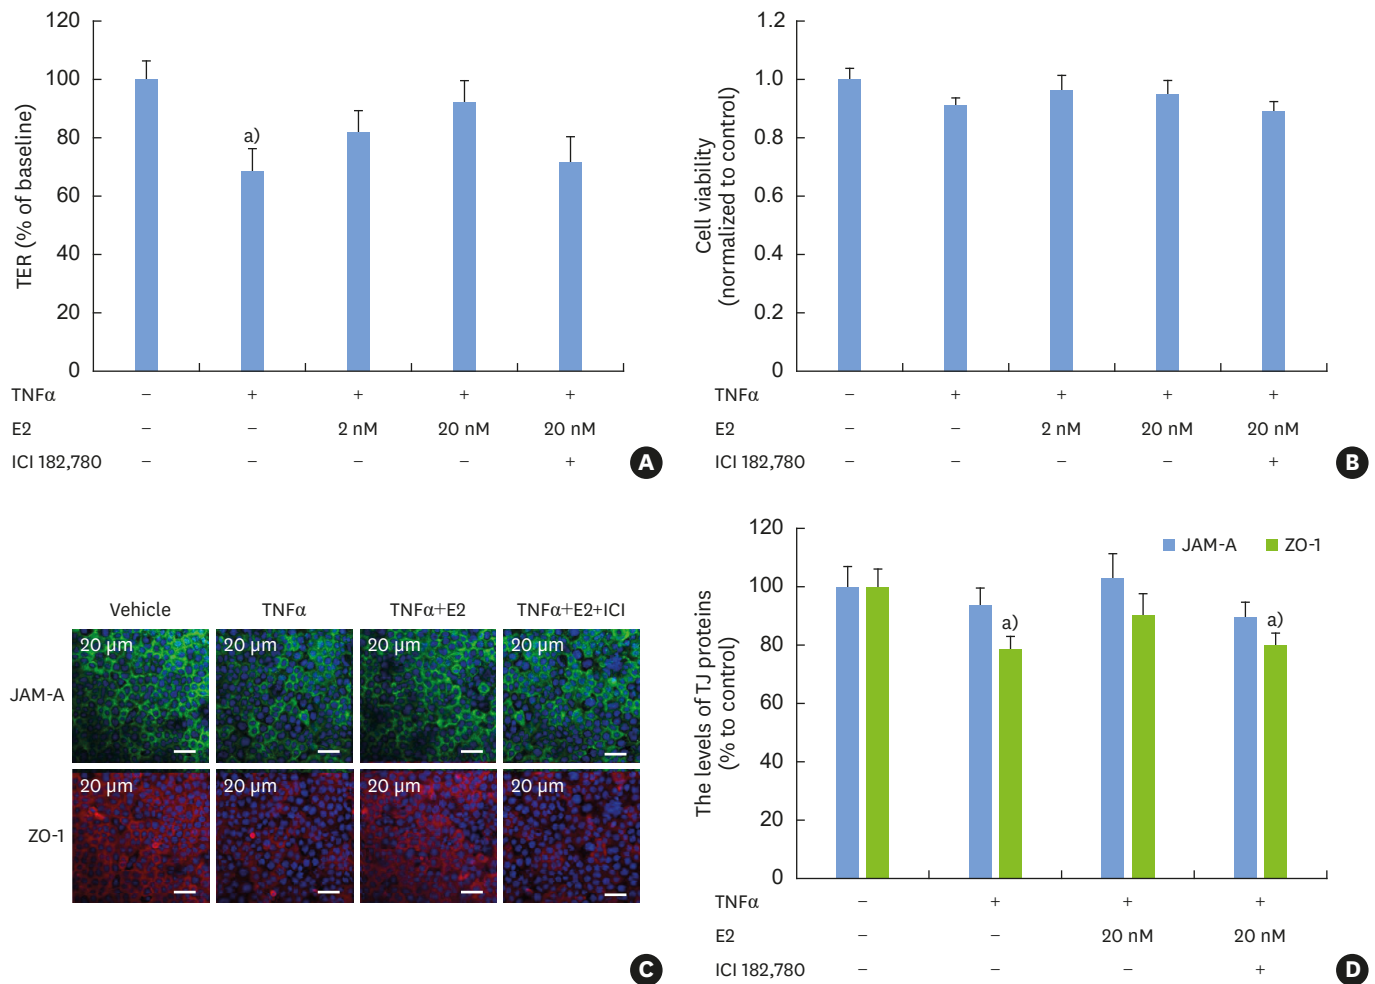 120
100
80
60
40
20
0
TER (% of baseline)
a)
TNFα − + + + +
E2 − − 2 nM 20 nM 20 nM
ICI 182,780 − − − − +
A
1.2
1.0
0.8
0.6
0.4
0.2
0
Cell viability
(normalized to control)
TNFα − + + + +
E2 − − 2 nM 20 nM 20 nM
ICI 182,780 − − − − +
B
Vehicle TNFα TNFα+E2 TNFα+E2+ICI
JAM-A
20 µm 20 µm 20 µm 20 µm
ZO-1
20 µm 20 µm 20 µm 20 µm
C
120
100
80
60
40
20
0
The levels of TJ proteins
(% to control)
JAM-A ZO-1
a) a)
TNFα − + + +
E2 − − 20 nM 20 nM
ICI 182,780 − − − +
D